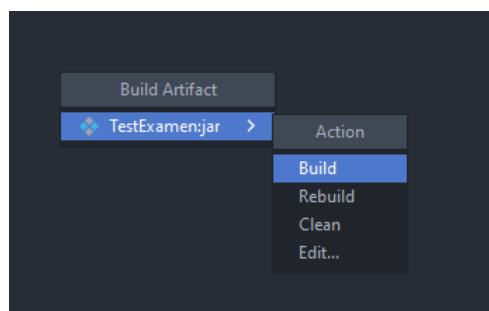 Build Artifact
TestExamen:jar
Action
Build
Rebuild
Clean
Edit...